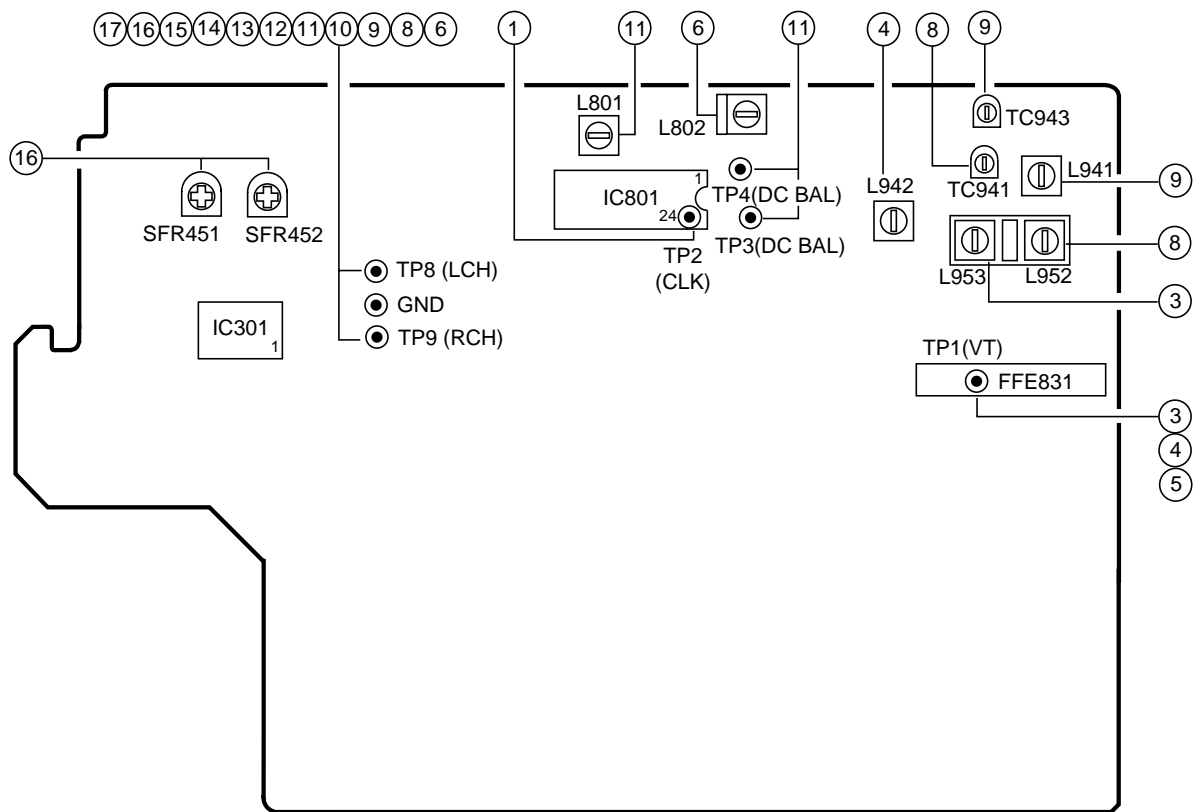 17 16 15 14 13 12 11 10 9 8 6
1
11
6
11
4
8
9
L801
L802
TC943
16
SFR451
SFR452
IC801
1
24
TP4(DC BAL)
TP3(DC BAL)
TP2
(CLK)
L942
TC941
L941
9
8
L953
L952
3
TP8 (LCH)
GND
TP9 (RCH)
IC301
1
TP1(VT)
FFE831
3
4
5